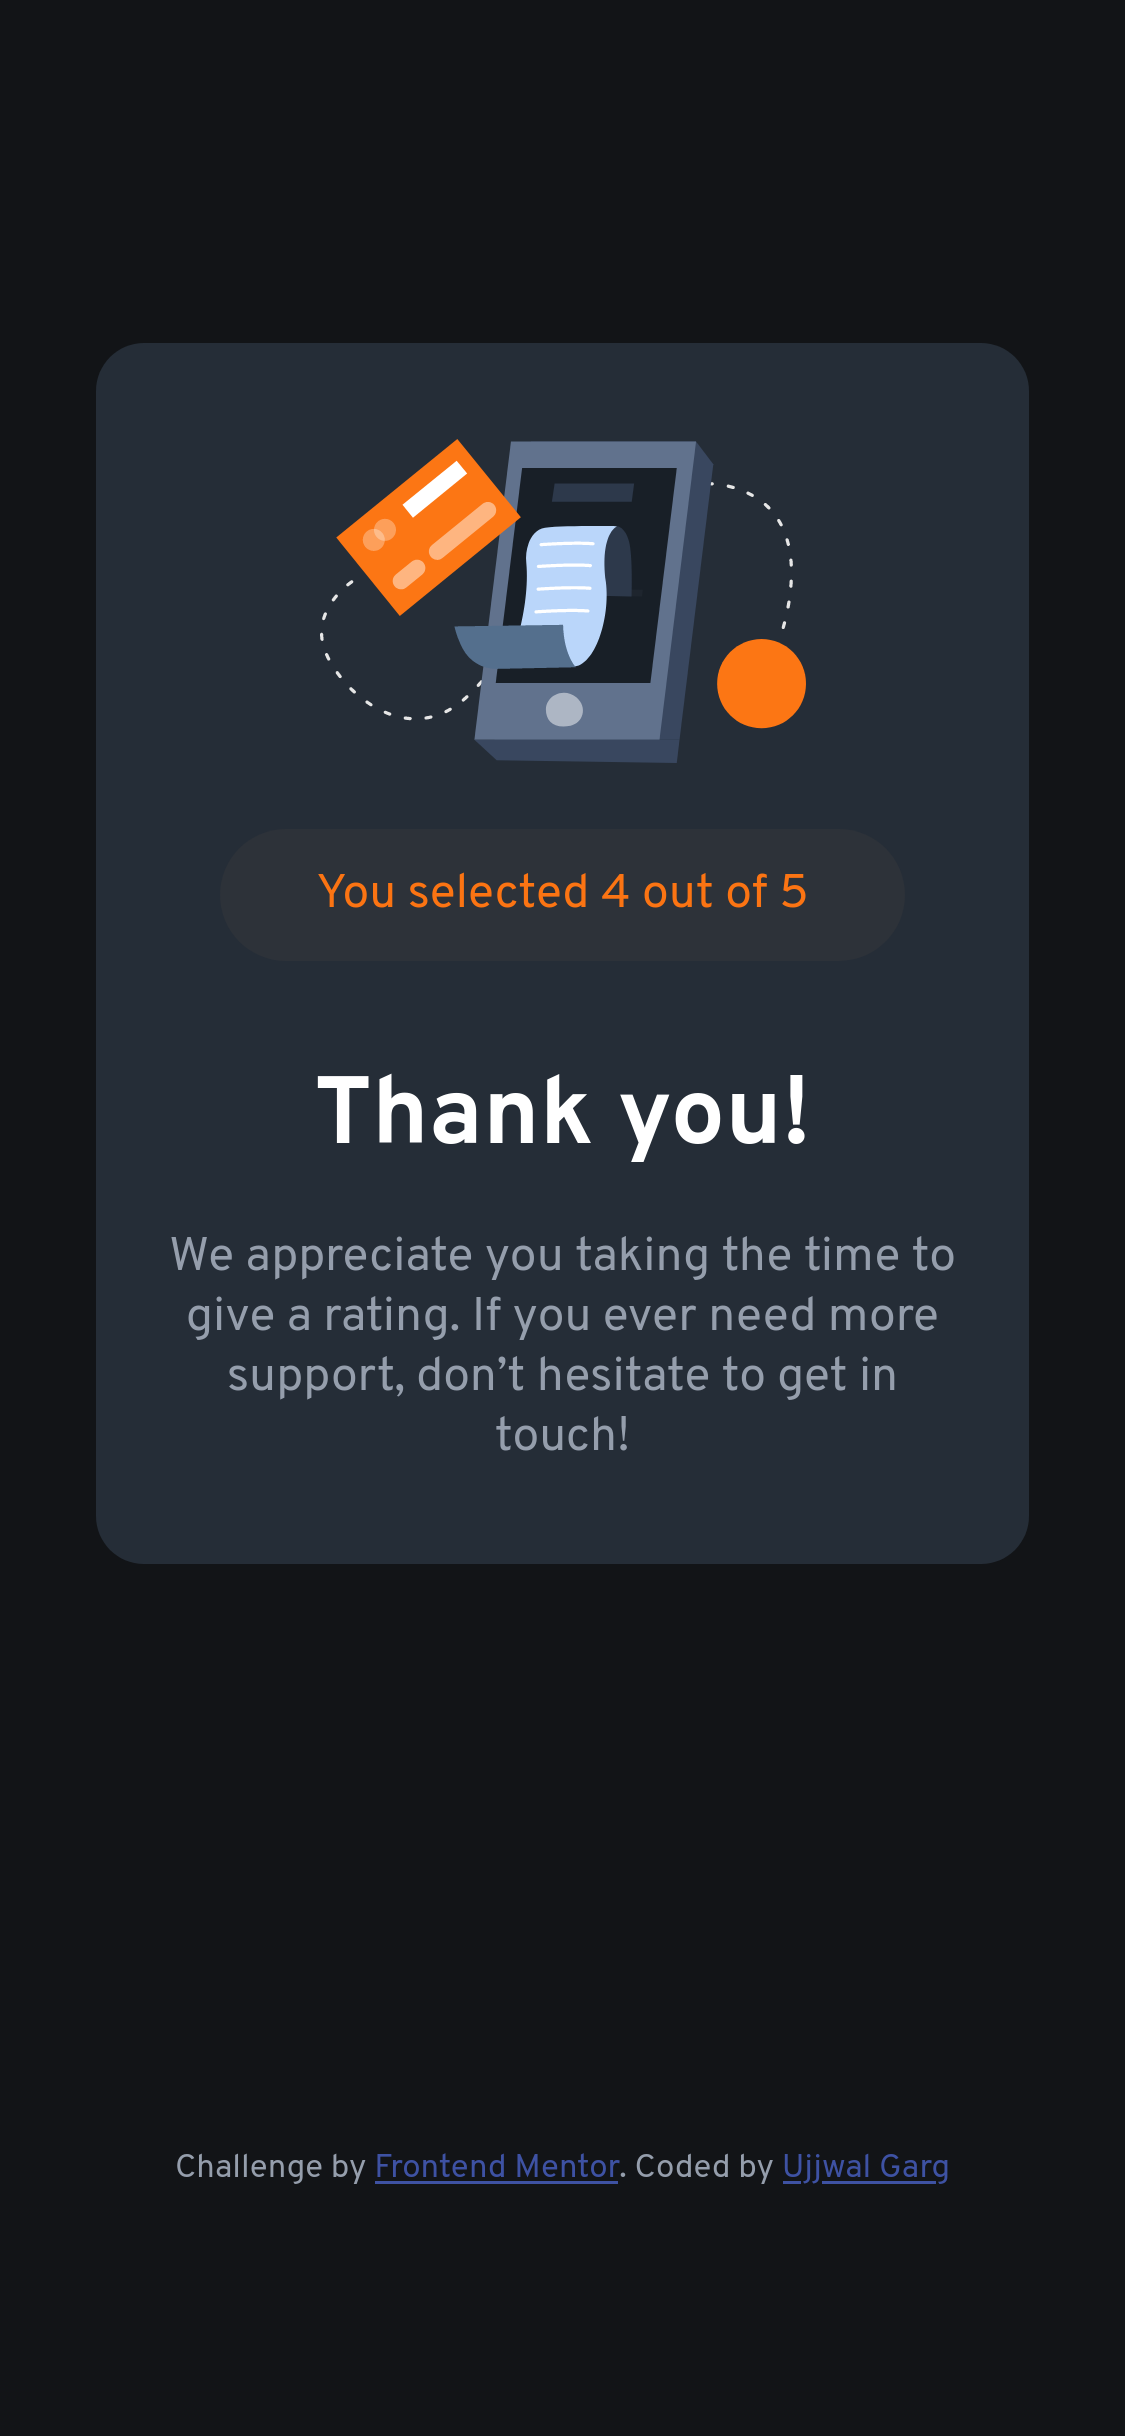 You selected 4 out of 5
Thank you!
We appreciate you taking the time to
give a rating. If you ever need more
support, don’t hesitate to get in
touch!
Challenge by Frontend Mentor. Coded by Ujjwal Garg